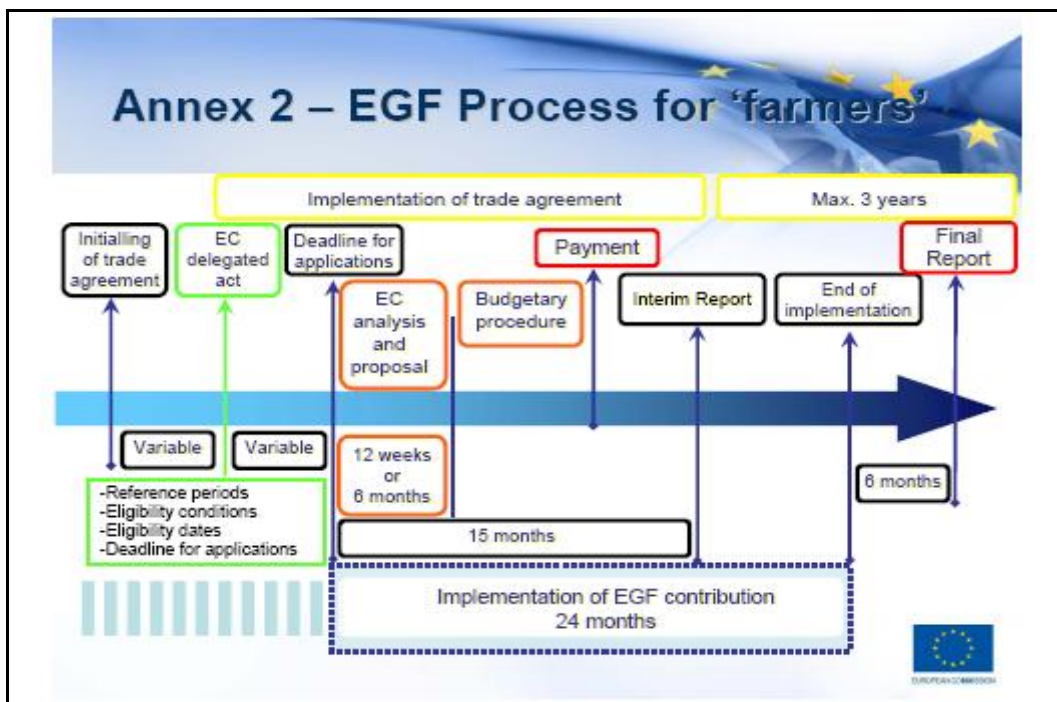 Annex 2 – EGF Process for 'farmers'
Implementation of trade agreement
Max. 3 years
Initialling
of trade
agreement
EC
delegated
act
Deadline for
applications
Payment
Final
Report
EC
analysis
and
proposal
Budgetary
procedure
Interim Report
End of
implementation
Variable
Variable
12 weeks
or
6 months
6 months
-Reference periods
-Eligibility conditions
-Eligibility dates
-Deadline for applications
15 months
Implementation of EGF contribution
24 months
EUROPEAN COMMISSION